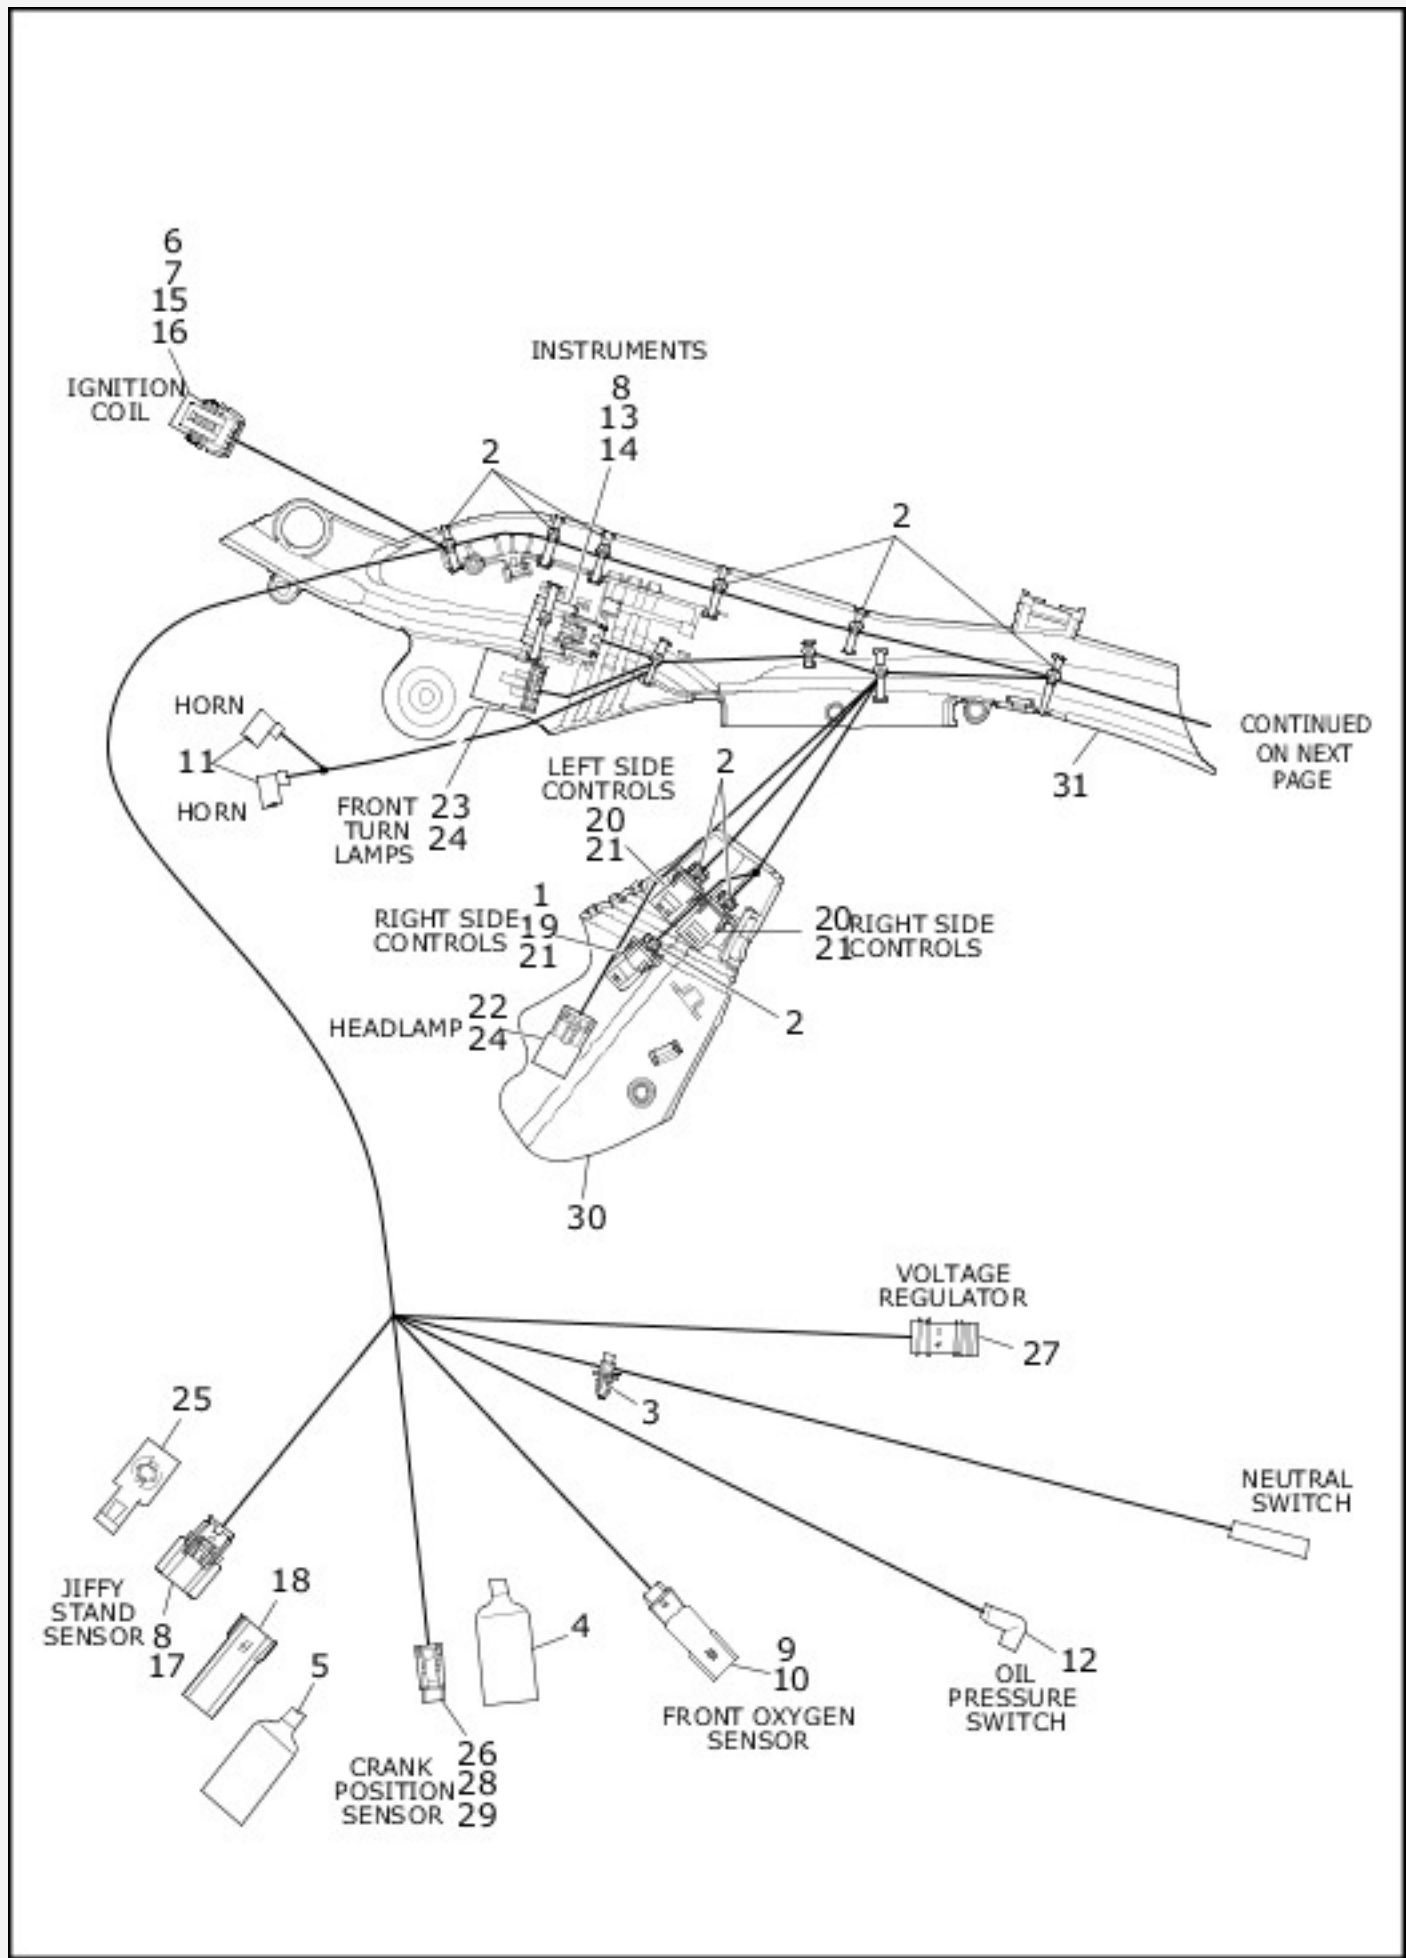 6
7
15
16
IGNITION
COIL
INSTRUMENTS
8
13
14
2
2
HORN
11
HORN
FRONT
TURN
LAMPS
23
24
LEFT SIDE
CONTROLS
20
21
2
31
CONTINUED
ON NEXT
PAGE
RIGHT SIDE
CONTROLS
1
19
21
20
21
RIGHT SIDE
CONTROLS
HEADLAMP
22
24
2
30
VOLTAGE
REGULATOR
27
3
25
NEUTRAL
SWITCH
JIFFY
STAND
SENSOR
8
17
18
5
4
9
10
FRONT OXYGEN
SENSOR
12
OIL
PRESSURE
SWITCH
CRANK
POSITION
SENSOR
26
28
29